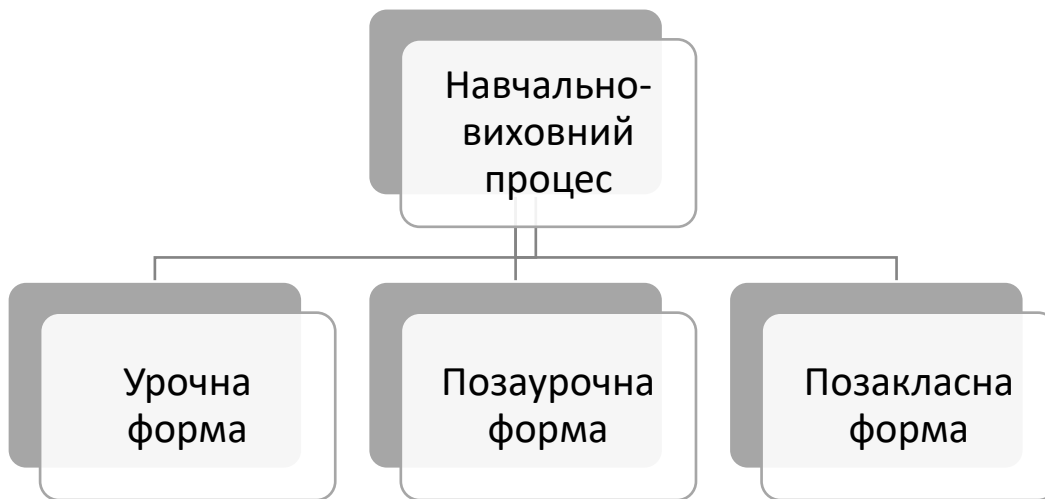 Навчально-
виховний
процес
Урочна
форма
Позаурочна
форма
Позакласна
форма